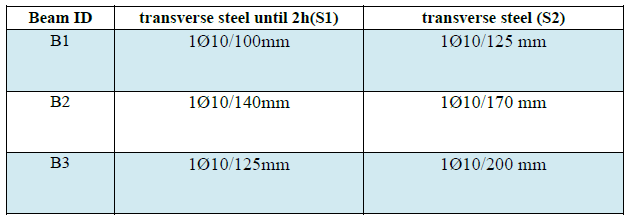 Beam ID transverse steel until 2h(S1) transverse steel (S2)
B1 1Ø10/100mm 1Ø10/125 mm
B2 1Ø10/140mm 1Ø10/170 mm
B3 1Ø10/125mm 1Ø10/200 mm